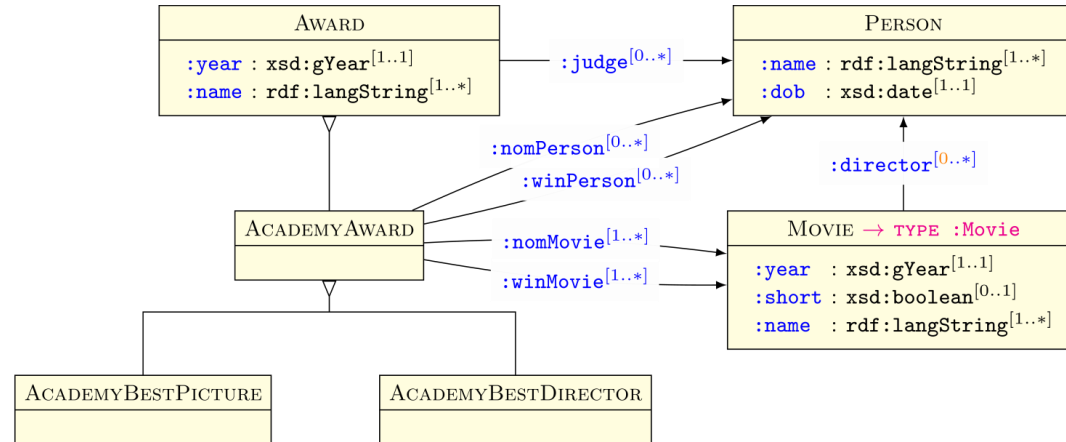 AWARD
:year : xsd:gYear[1..1]
:name : rdf:langString[1..*]
:judge[0..*]
PERSON
:name : rdf:langString[1..*]
:dob : xsd:date[1..1]
:nomPerson[0..*]
:winPerson[0..*]
:director[0..*]
ACADEMYAWARD
:nomMovie[1..*]
:winMovie[1..*]
MOVIE → TYPE :Movie
:year : xsd:gYear[1..1]
:short : xsd:boolean[0..1]
:name : rdf:langString[1..*]
ACADEMYBESTPICTURE
ACADEMYBESTDIRECTOR